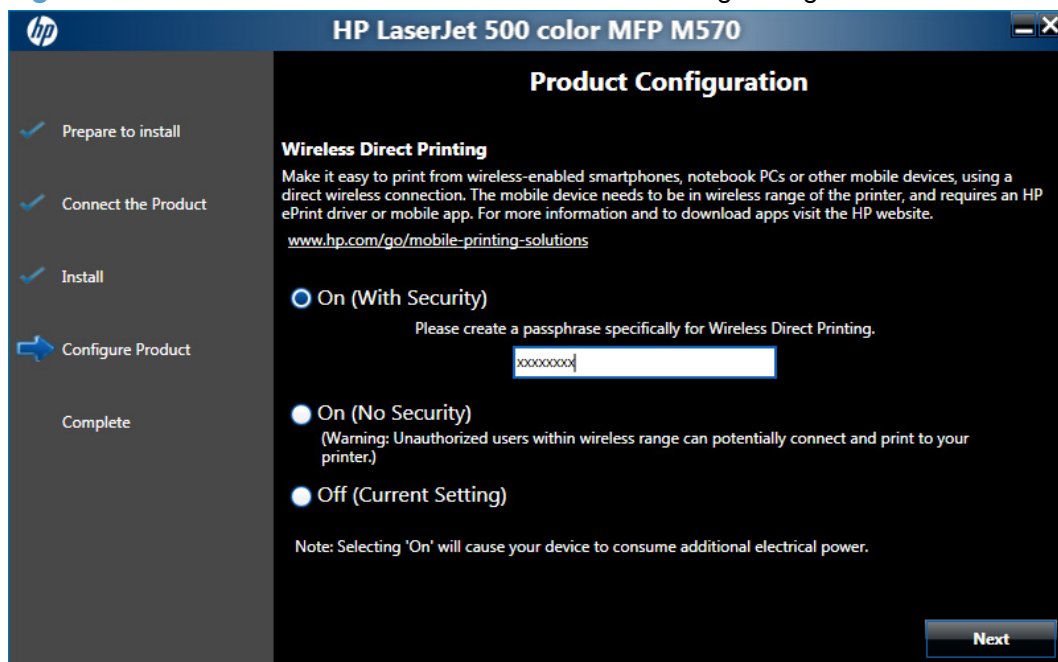 hp
HP LaserJet 500 color MFP M570
Product Configuration
Prepare to install
Connect the Product
Install
Configure Product
Complete
Wireless Direct Printing
Make it easy to print from wireless-enabled smartphones, notebook PCs or other mobile devices, using a
direct wireless connection. The mobile device needs to be in wireless range of the printer, and requires an HP
ePrint driver or mobile app. For more information and to download apps visit the HP website.
www.hp.com/go/mobile-printing-solutions
On (With Security)
Please create a passphrase specifically for Wireless Direct Printing.
xxxxxxxx
On (No Security)
(Warning: Unauthorized users within wireless range can potentially connect and print to your
printer.)
Off (Current Setting)
Note: Selecting 'On' will cause your device to consume additional electrical power.
Next